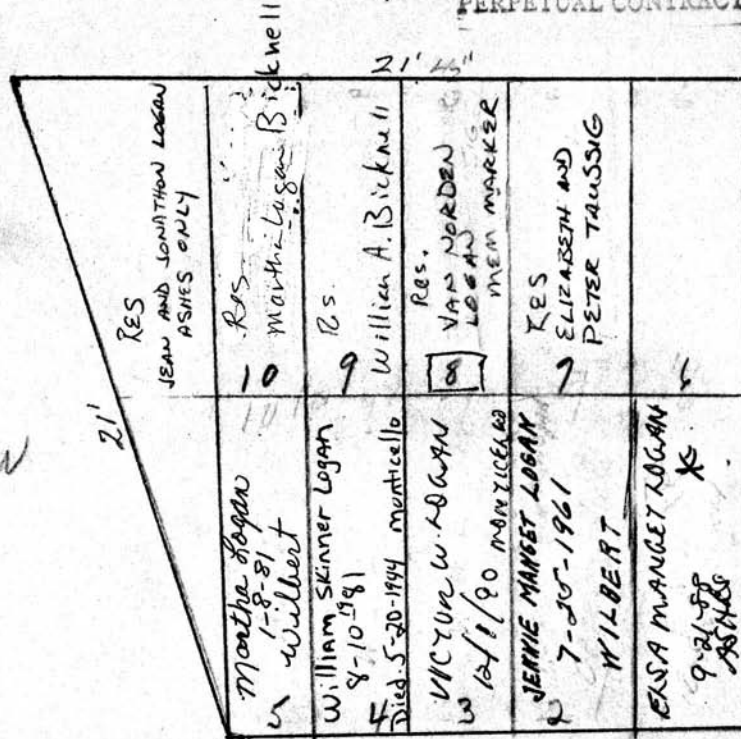 PERPETUAL CONTRACT
21'
21'
RES
JEAN AND JONATHON LOGAN
ASHES ONLY
Res
10
Martha Logan Bicknell
Rs.
9
William A. Bicknell
Res.
8
VAN NORDEN
LOGAN
MEM MARKER
RES
7
ELIZABETH AND
PETER TAUSSIG
Martha Logan
1-8-81
Wilbert
5
William Skinner Logan
8-10-1981
4
Died 5-20-1944 monticello
VICTOR W. LOGAN
3
12/1/90 MONTICELLO
JENNIE MANGET LOGAN
2
7-25-1961
WILBERT
ELSA MANGET LOGAN
9-21-88
ASHES